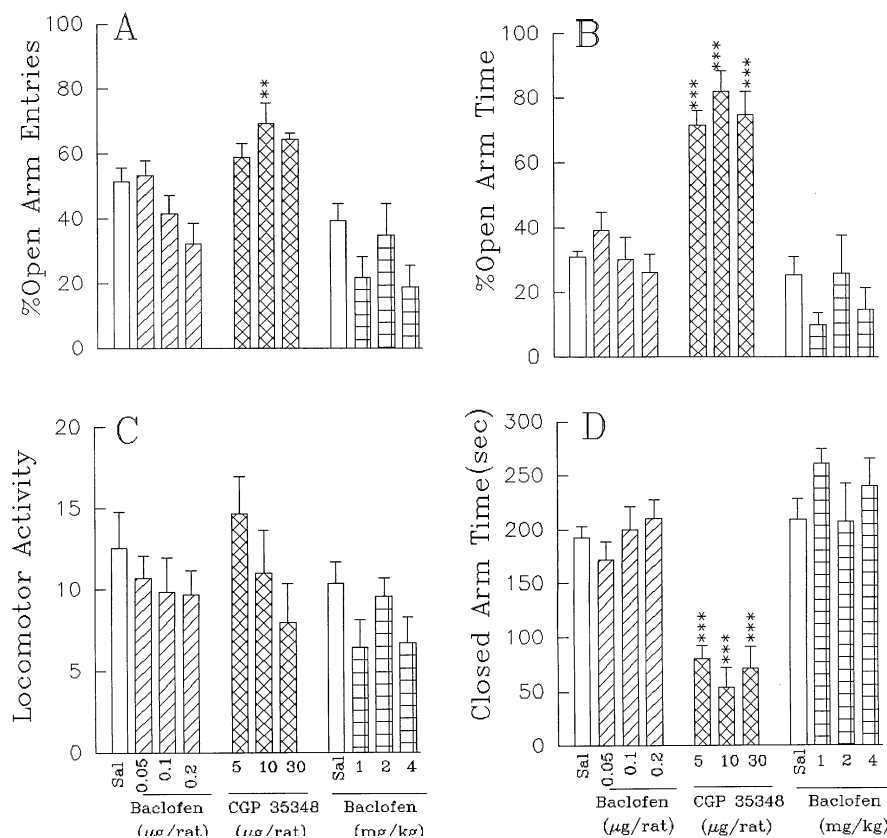 A
%Open Arm Entries
100
80
60
40
20
0
**
B
%Open Arm Time
100
80
60
40
20
0
***
***
***
C
Locomotor Activity
20
15
10
5
0
Sal 0.05 0.1 0.2 5 10 30 Sal 1 2 4
Baclofen CGP 35348 Baclofen
(μg/rat) (μg/rat) (mg/kg)
D
Closed Arm Time(sec)
300
250
200
150
100
50
0
***
***
***
Sal 0.05 0.1 0.2 5 10 30 Sal 1 2 4
Baclofen CGP 35348 Baclofen
(μg/rat) (μg/rat) (mg/kg)